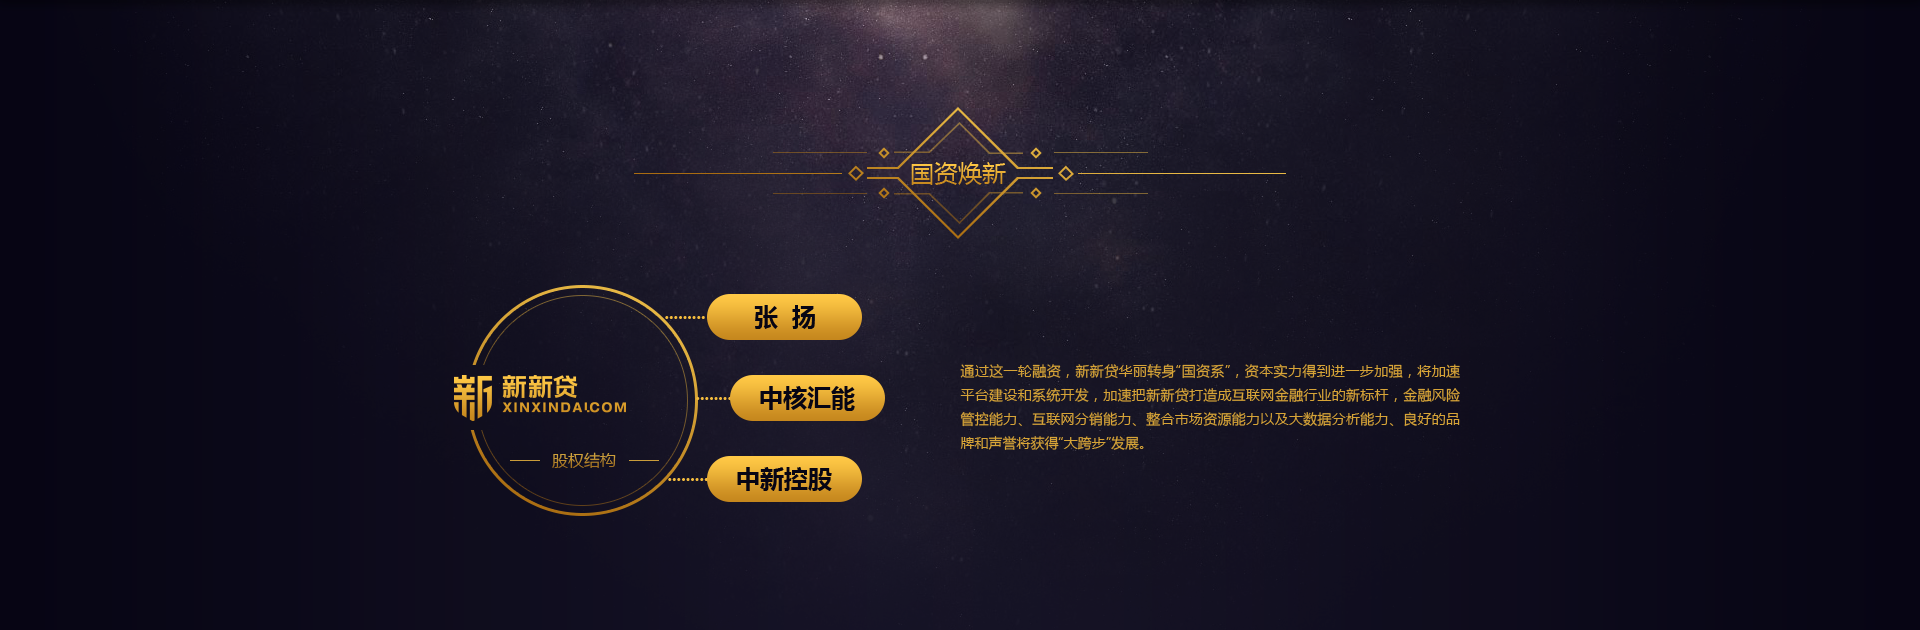 国资焕新
张 扬
新 新新贷
XINXINDAI.COM
中核汇能
股权结构
中新控股
通过这一轮融资，新新贷华丽转身“国资系”，资本实力得到进一步加强，将加速
平台建设和系统开发，加速把新新贷打造成互联网金融行业的新标杆，金融风险
管控能力、互联网分销能力、整合市场资源能力以及大数据分析能力、良好的品
牌和声誉将获得“大跨步”发展。